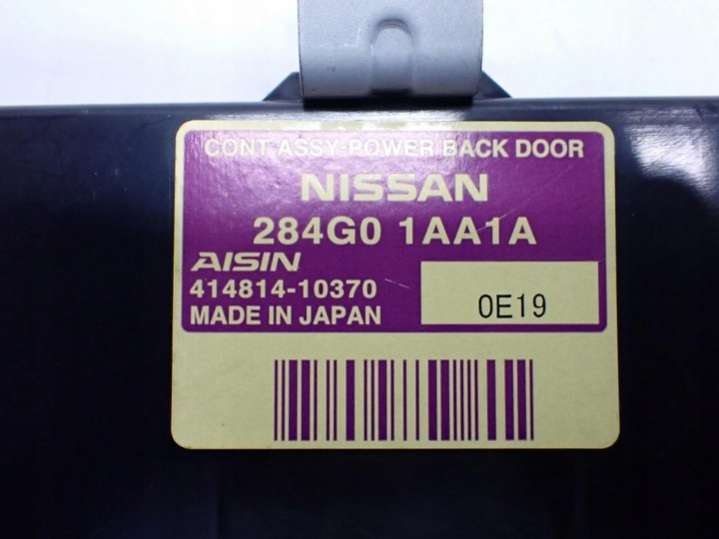 CONT ASSY-POWER BACK DOOR
NISSAN
284G0 1AA1A
AISIN
414814-10370
MADE IN JAPAN
0E19